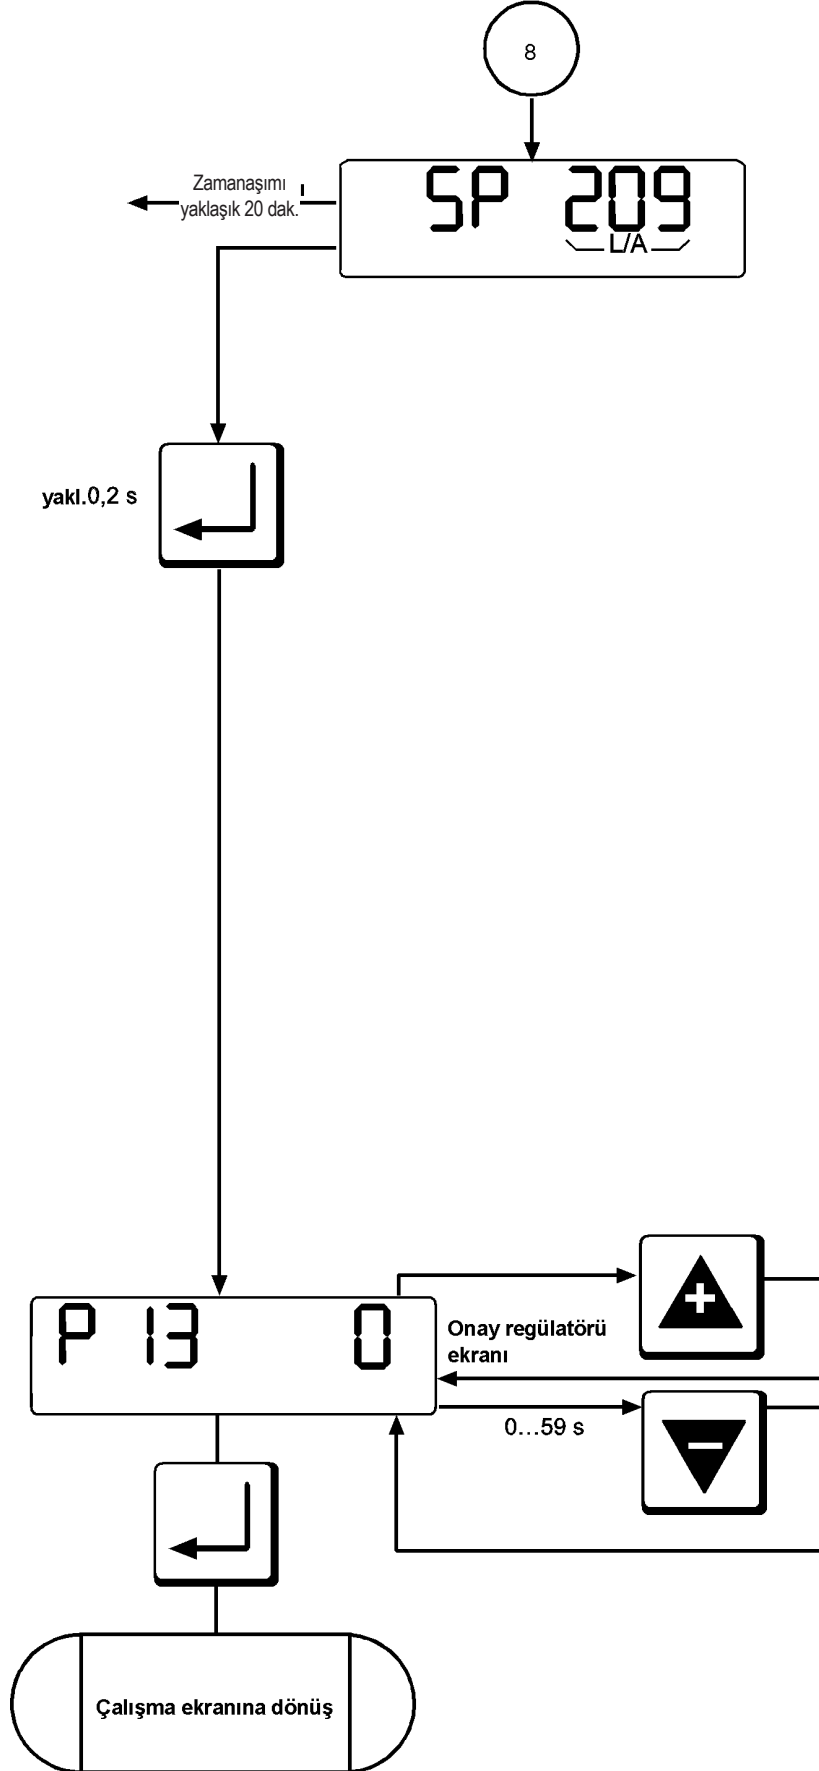 8
Zamanaşımı
yaklaşık 20 dak.
SP 209
L/A
yakl.0,2 s
P 13 0
Onay regülatörü
ekranı
0...59 s
Çalışma ekranına dönüş